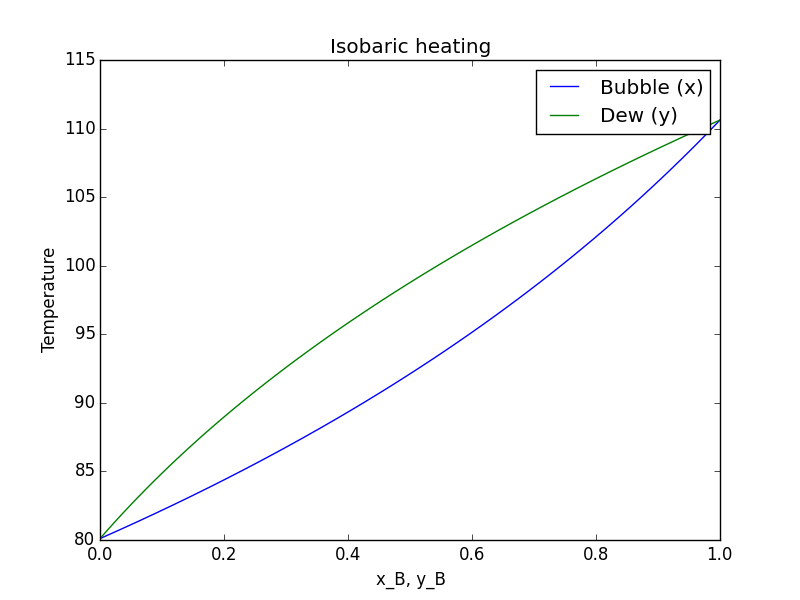 Isobaric heating
115
110
105
100
95
90
85
80
Temperature
Bubble (x)
Dew (y)
0.0 0.2 0.4 0.6 0.8 1.0
x_B, y_B